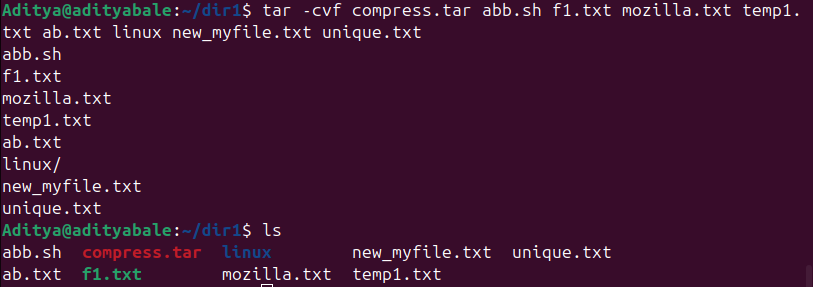 Aditya@adityabale:~/dir1$ tar -cvf compress.tar abb.sh f1.txt mozilla.txt temp1.
txt ab.txt linux new_myfile.txt unique.txt
abb.sh
f1.txt
mozilla.txt
temp1.txt
ab.txt
linux/
new_myfile.txt
unique.txt
Aditya@adityabale:~/dir1$ ls
abb.sh  compress.tar  linux        new_myfile.txt  unique.txt
ab.txt  f1.txt        mozilla.txt  temp1.txt